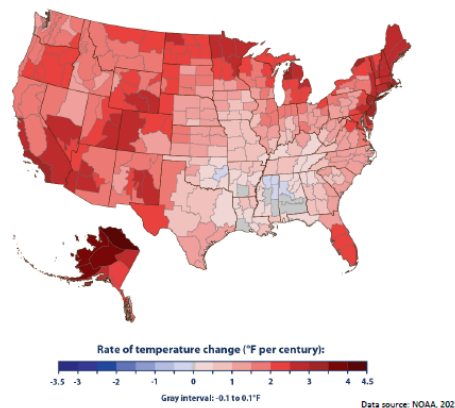 Rate of temperature change (°F per century):
-3.5 -3 -2 -1 0 1 2 3 4 4.5
Gray interval: -0.1 to 0.1°F
Data source: NOAA, 202